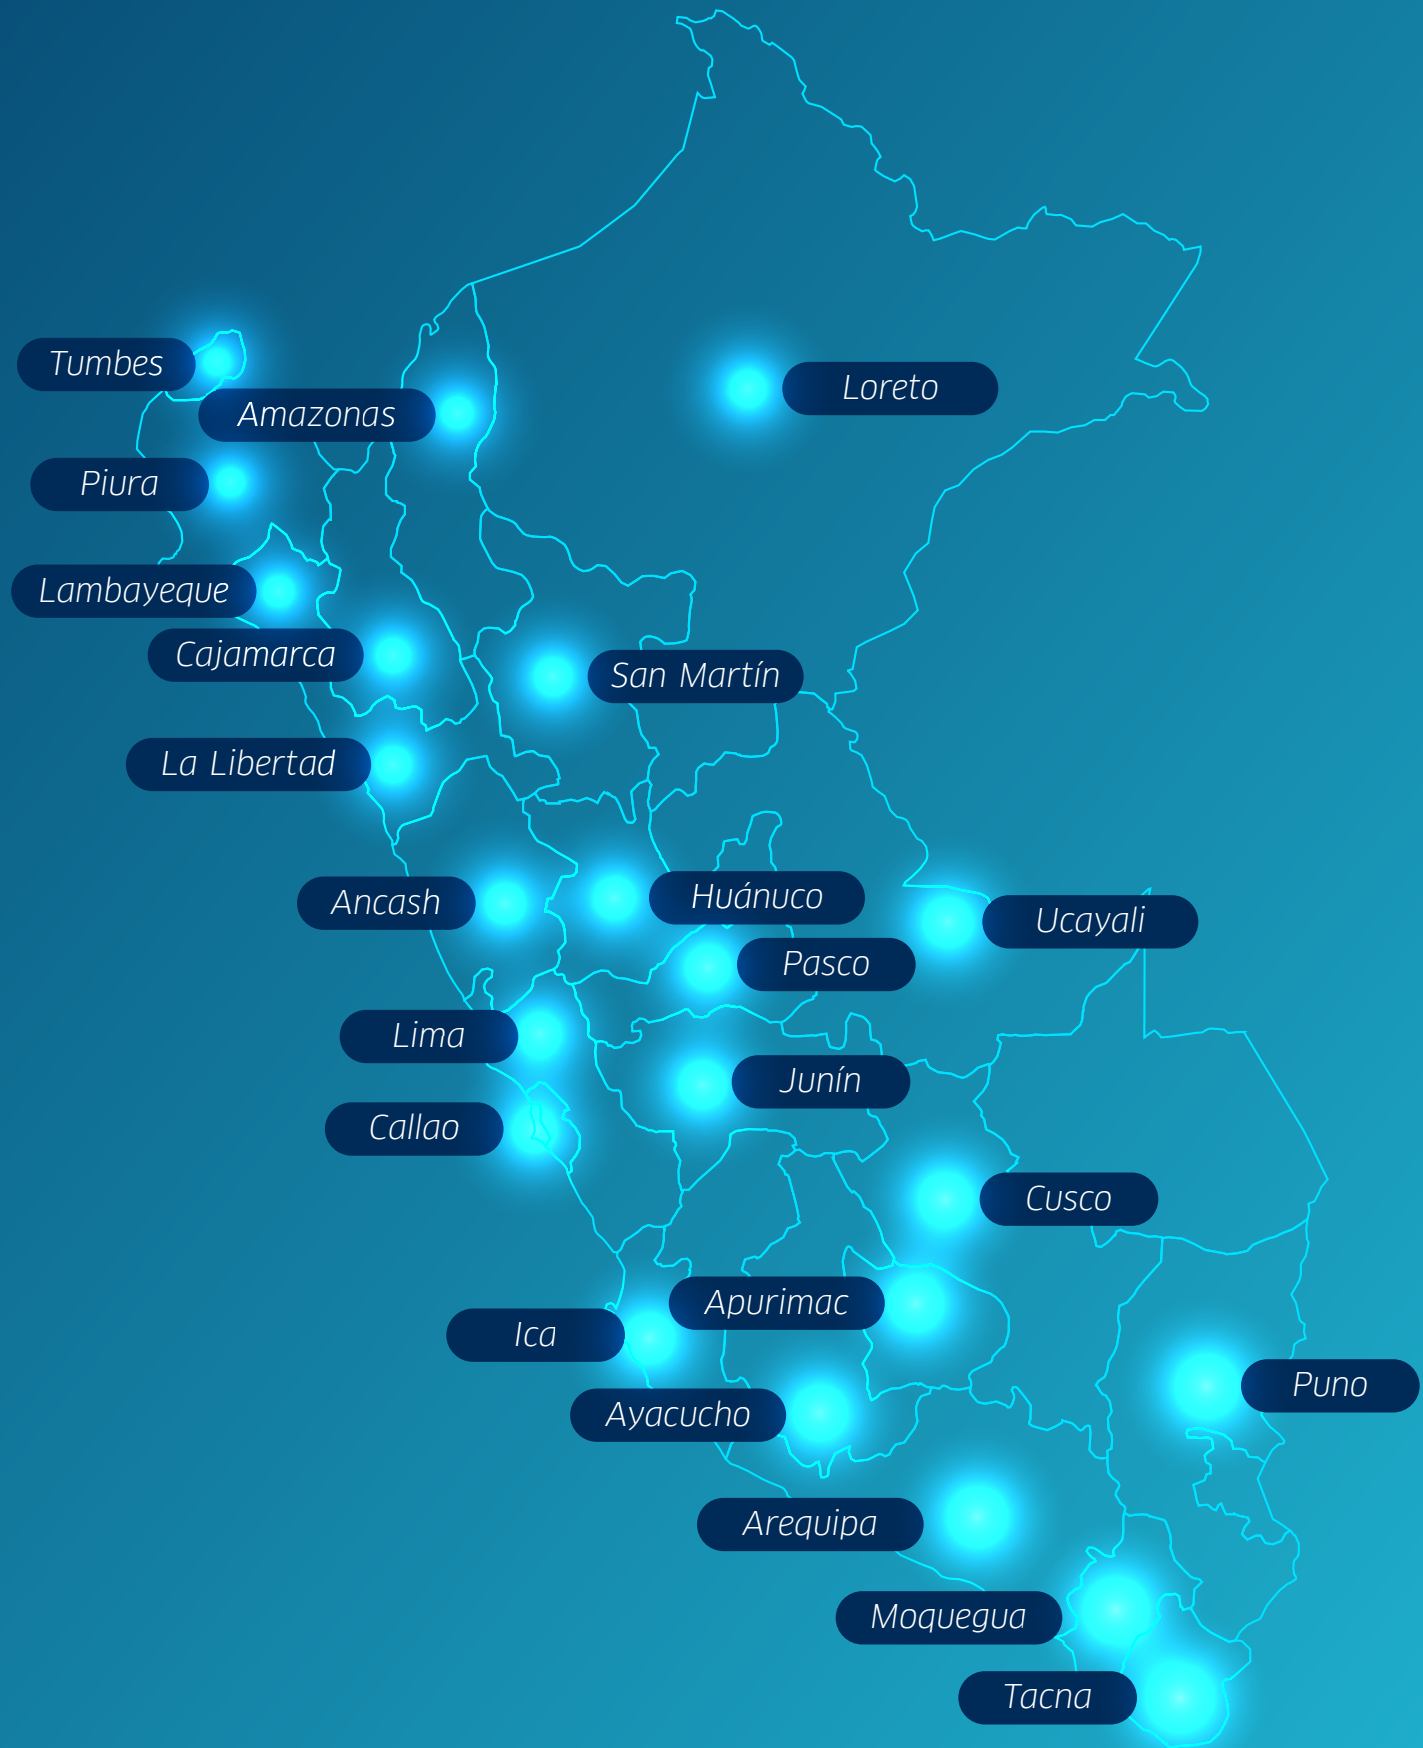 Tumbes
Loreto
Amazonas
Piura
Lambayeque
Cajamarca
San Martín
La Libertad
Ancash
Huánuco
Ucayali
Pasco
Lima
Junín
Callao
Cusco
Apurimac
Ica
Puno
Ayacucho
Arequipa
Moquegua
Tacna